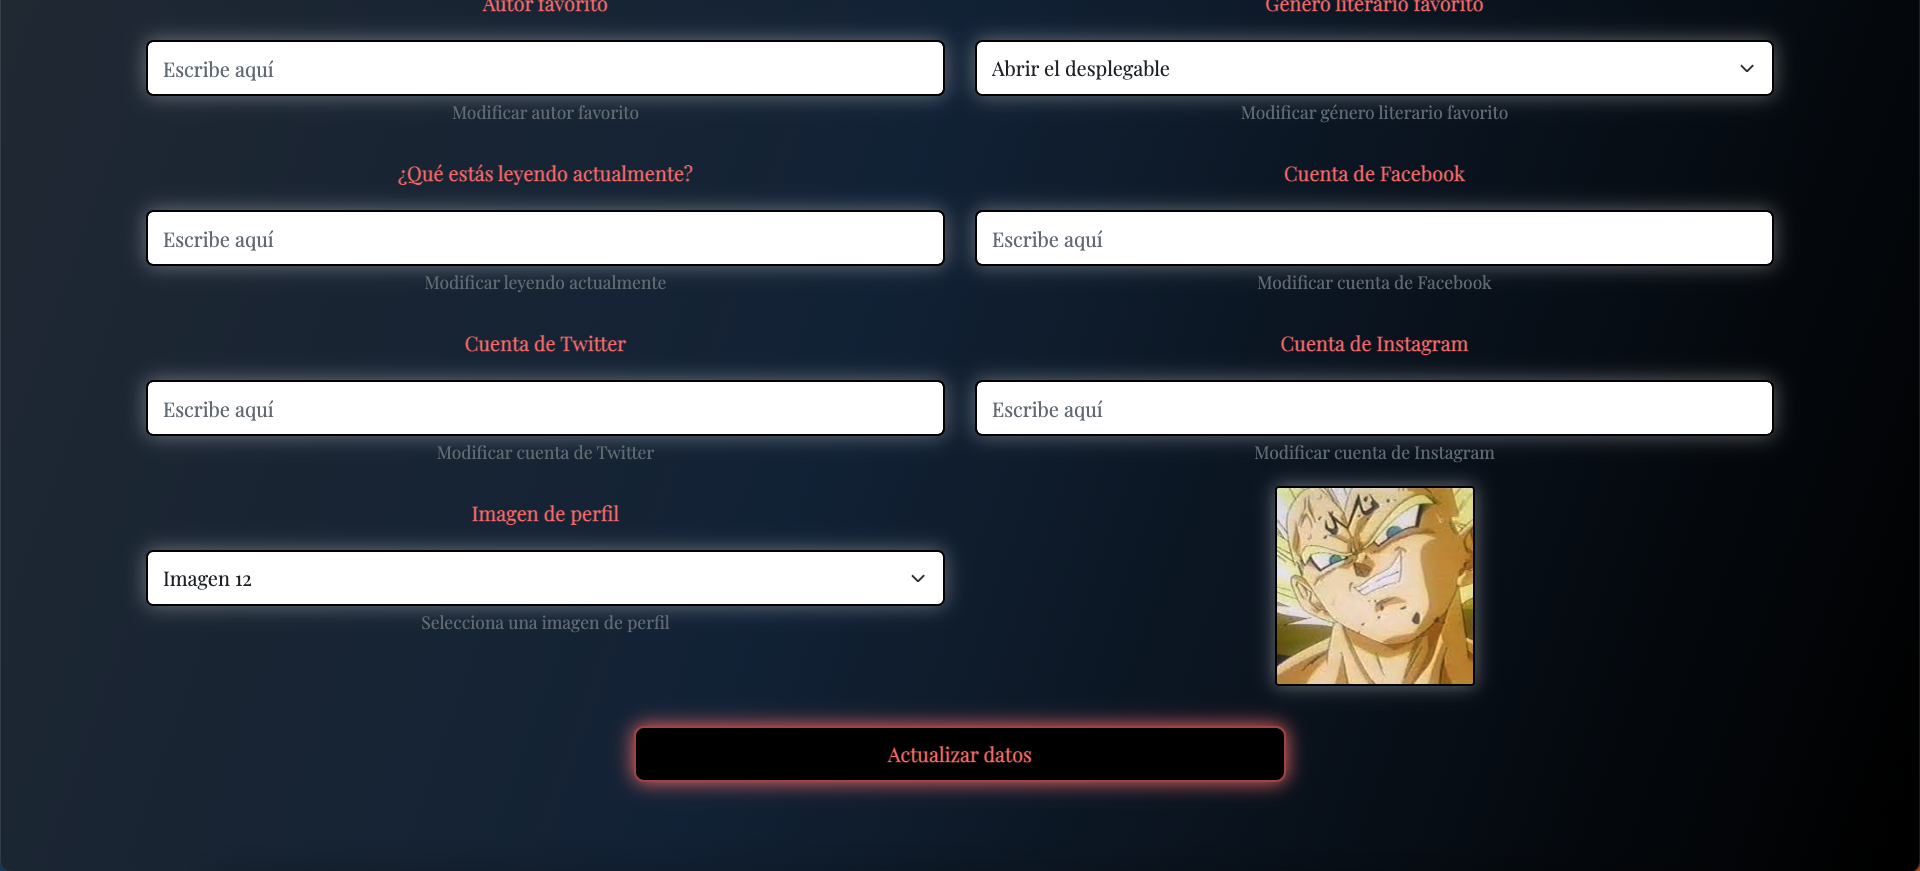 Autor favorito
Género literario favorito
Escribe aquí
Abrir el desplegable
Modificar autor favorito
Modificar género literario favorito
¿Qué estás leyendo actualmente?
Cuenta de Facebook
Escribe aquí
Escribe aquí
Modificar leyendo actualmente
Modificar cuenta de Facebook
Cuenta de Twitter
Cuenta de Instagram
Escribe aquí
Escribe aquí
Modificar cuenta de Twitter
Modificar cuenta de Instagram
Imagen de perfil
Imagen 12
Selecciona una imagen de perfil
Actualizar datos